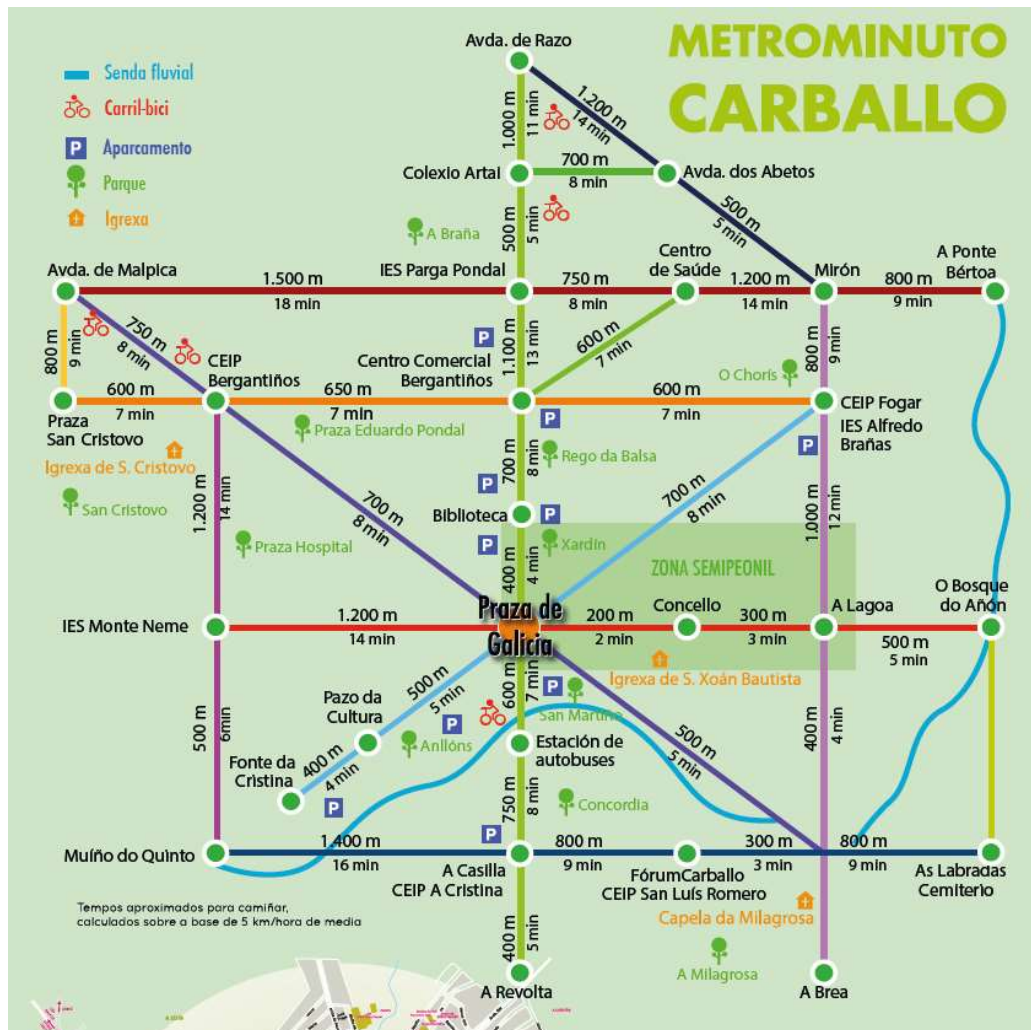 METROMINUTO
CARBALLO
Senda fluvial
Carril-bici
P Aparcamento
Parque
Igrexa
Avda. de Razo
1.000 m
11 min
1.200 m
14 min
Colexio Artai
700 m
8 min
Avda. dos Abetos
A Braña
500 m
5 min
500 m
5 min
Avda. de Malpica
1.500 m
18 min
IES Parga Pondal
750 m
8 min
Centro
de Saúde
1.200 m
14 min
Mirón
800 m
9 min
A Ponte
Bértoa
800 m
9 min
750 m
8 min
CEIP
Bergantiños
P
1.100 m
13 min
Centro Comercial
Bergantiños
600 m
7 min
O Chorís
800 m
9 min
600 m
7 min
650 m
7 min
600 m
7 min
CEIP Fogar
IES Alfredo
Brañas
Praza
San Cristovo
Praza Eduardo Pondal
P
P
Igrexa de S. Cristovo
Rego da Balsa
700 m
8 min
San Cristovo
1.200 m
14 min
700 m
8 min
P
700 m
8 min
1.000 m
12 min
Biblioteca
P
Praza Hospital
P
Xardín
400 m
4 min
ZONA SEMIPEONIL
IES Monte Neme
1.200 m
14 min
Praza de
Galicia
200 m
2 min
Concello
300 m
3 min
A Lagoa
500 m
5 min
O Bosque
do Añón
Igrexa de S. Xoán Bautista
500 m
5 min
600 m
7 min
P
San Martiño
Pazo da
Cultura
P
Anllóns
Estación de
autobuses
500 m
5 min
400 m
4 min
500 m
6min
Fonte da
Cristina
400 m
4 min
P
750 m
8 min
Concordia
Muíño do Quinto
1.400 m
16 min
P
A Casilla
CEIP A Cristina
800 m
9 min
FórumCarballo
CEIP San Luís Romero
300 m
3 min
800 m
9 min
As Labradas
Cemiterio
Capela da Milagrosa
Tempos aproximados para camiñar,
calculados sobre a base de 5 km/hora de media
400 m
5 min
A Milagrosa
A Revolta
A Brea